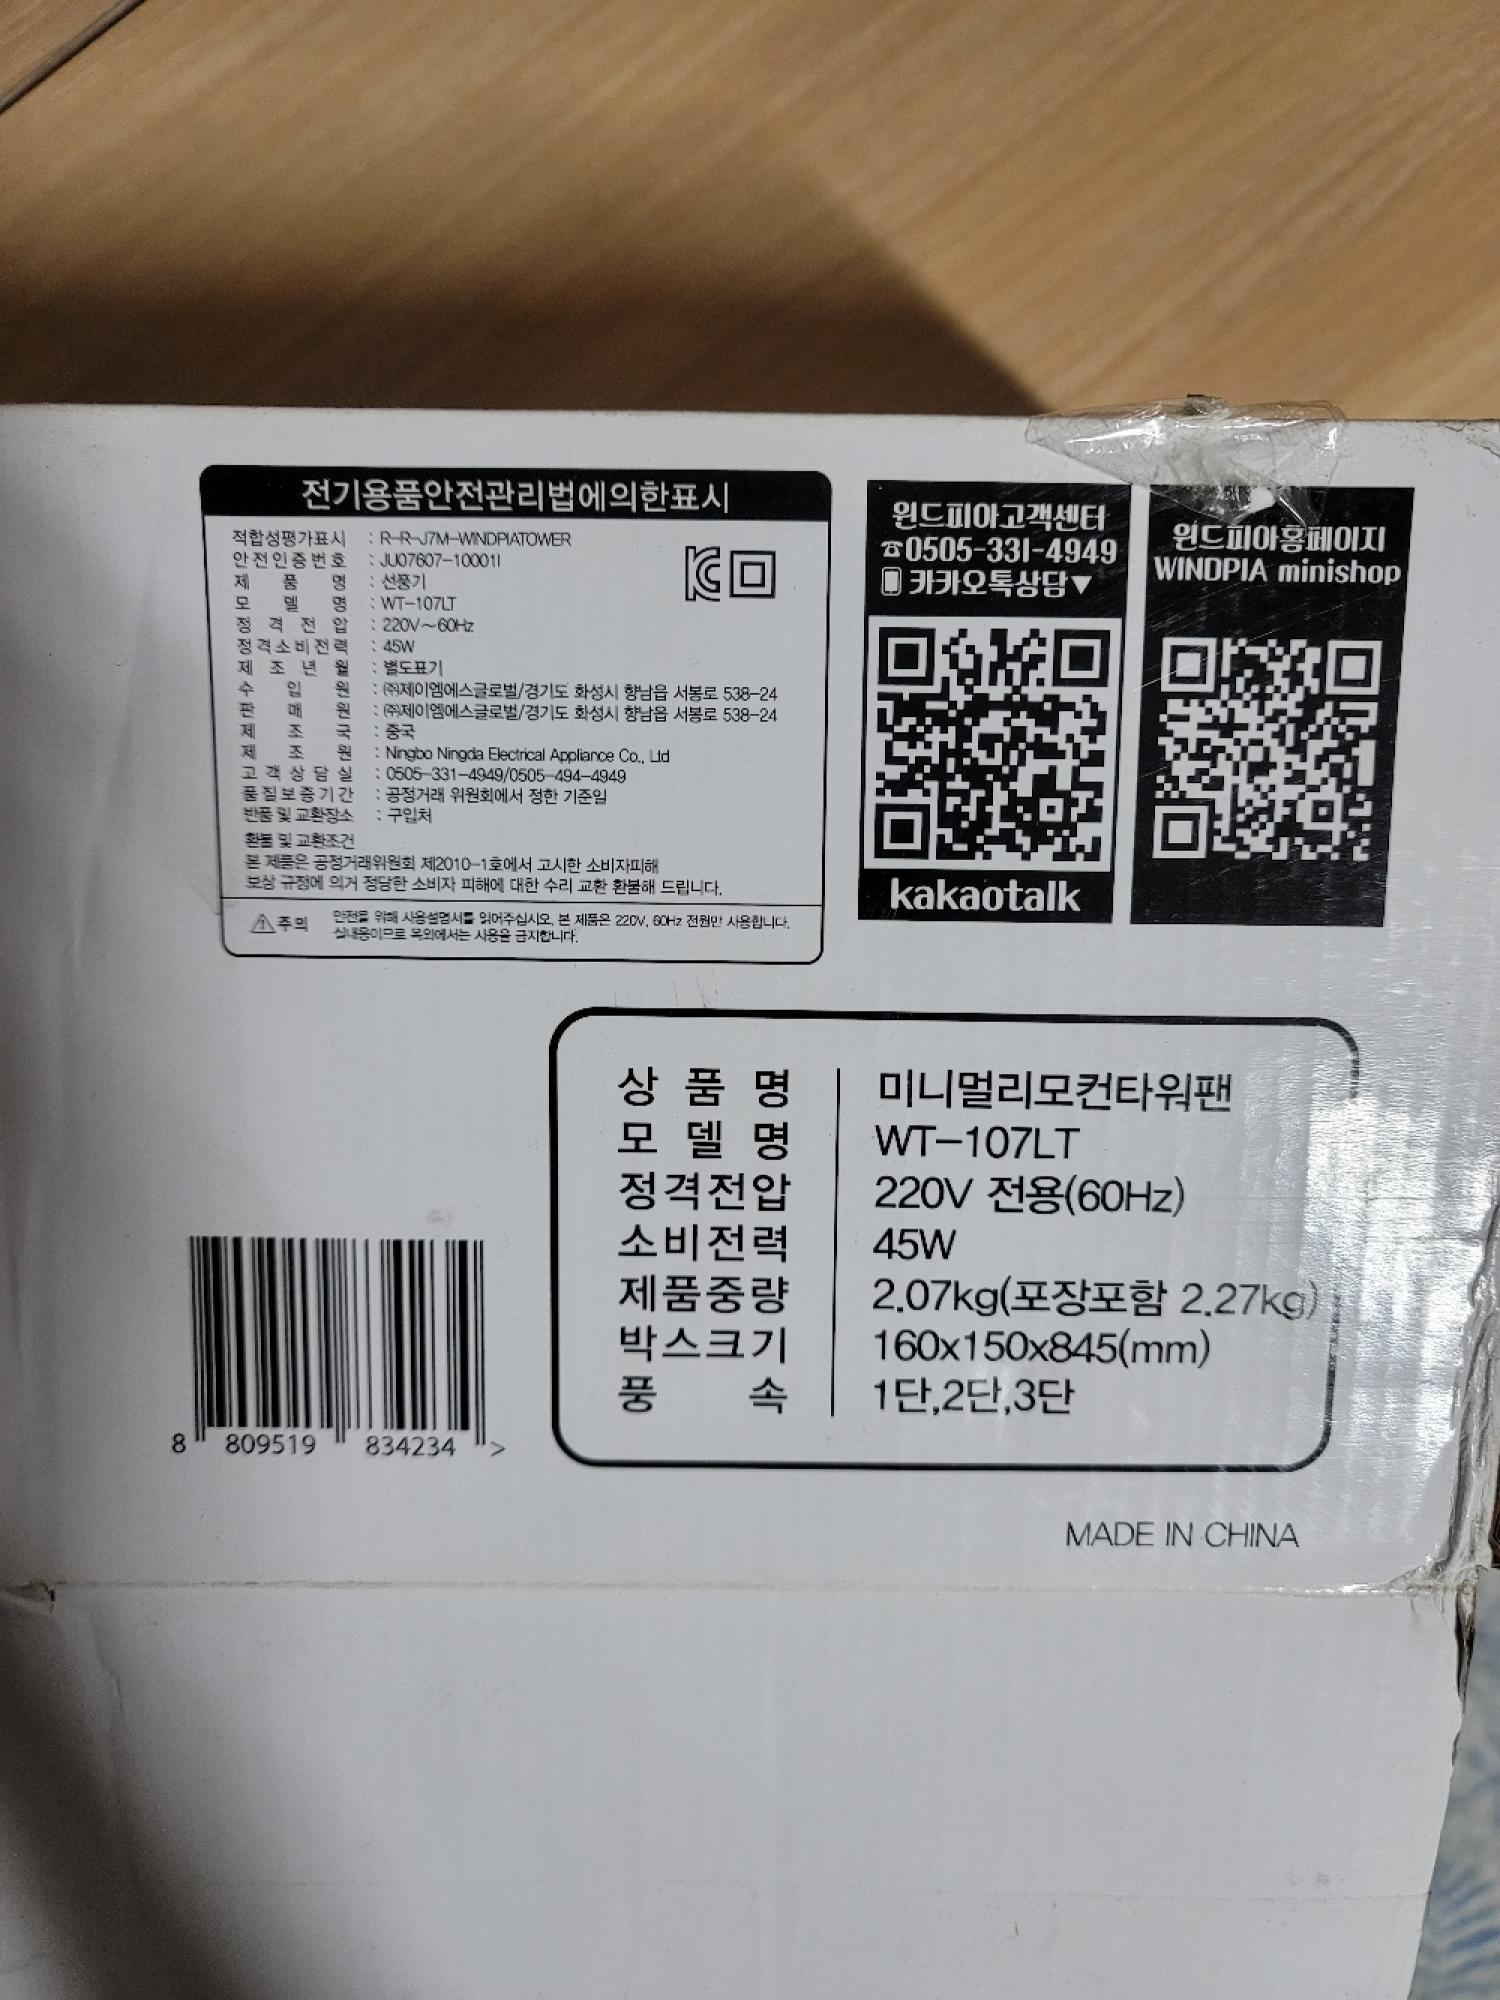 전기용품안전관리법에의한표시
적합성평가표시 : R-R-J7M-WINDPIATOWER
안전인증번호 : JU07607-10001I
제 품 명 : 선풍기
모 델 명 : WT-107LT
정 격 전 압 : 220V~60Hz
정격소비전력 : 45W
제 조 년 월 : 별도표기
수 입 원 : ㈜제이엠에스글로벌/경기도 화성시 향남읍 서봉로 538-24
판 매 원 : ㈜제이엠에스글로벌/경기도 화성시 향남읍 서봉로 538-24
제 조 국 : 중국
제 조 원 : Ningbo Ningda Electrical Appliance Co., Ltd
고객상담실 : 0505-331-4949/0505-494-4949
품질보증기간 : 공정거래 위원회에서 정한 기준일
반품 및 교환장소 : 구입처
환불 및 교환조건
본 제품은 공정거래위원회 제2010-1호에서 고시한 소비자피해
보상 규정에 의거 정당한 소비자 피해에 대한 수리 교환 환불해 드립니다.
주의 안전을 위해 사용설명서를 읽어주십시오. 본 제품은 220V, 60Hz 전원만 사용합니다.
실내용이므로 옥외에서는 사용을 금지합니다.
윈드피아고객센터
☎0505-331-4949
카카오톡상담▼
kakaotalk
윈드피아홈페이지
WINDPIA minishop
상 품 명 미니멀리모컨타워팬
모 델 명 WT-107LT
정격전압 220V 전용(60Hz)
소비전력 45W
제품중량 2.07kg(포장포함 2.27kg)
박스크기 160x150x845(mm)
풍 속 1단,2단,3단
8 809519 834234 >
MADE IN CHINA